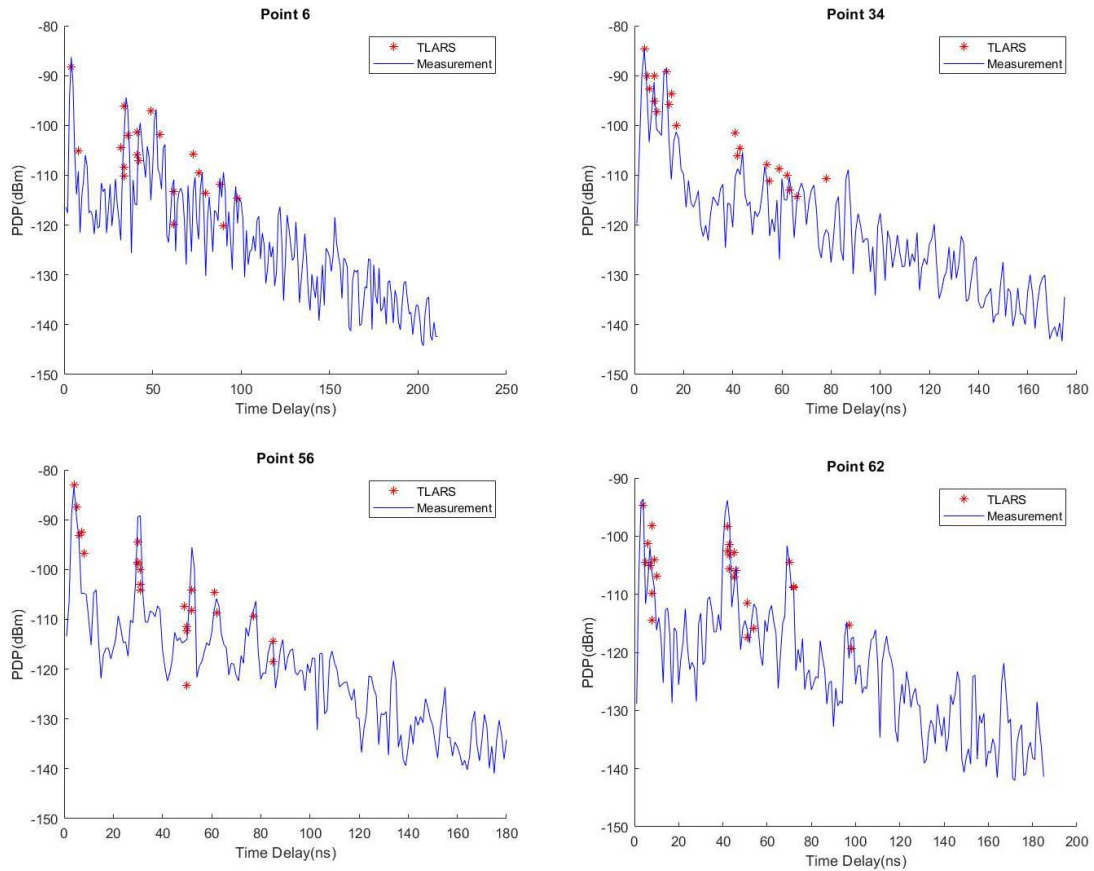 Point 6
TLARS
Measurement
PDP(dBm)
-80
-90
-100
-110
-120
-130
-140
-150
0 50 100 150 200 250
Time Delay(ns)
Point 34
TLARS
Measurement
PDP(dBm)
-80
-90
-100
-110
-120
-130
-140
-150
0 20 40 60 80 100 120 140 160 180
Time Delay(ns)
Point 56
TLARS
Measurement
PDP(dBm)
-80
-90
-100
-110
-120
-130
-140
-150
0 20 40 60 80 100 120 140 160 180
Time Delay(ns)
Point 62
TLARS
Measurement
PDP(dBm)
-90
-100
-110
-120
-130
-140
-150
0 20 40 60 80 100 120 140 160 180 200
Time Delay(ns)